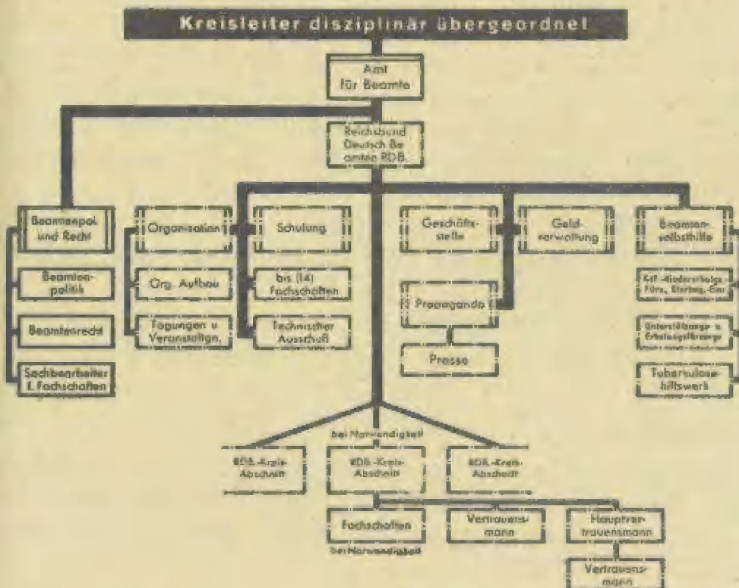 Kreisleiter disziplinär übergeordnet
Amt
für Beamte
Reichsbund
Deutsch Be
amten RDB.
Beamtenpol
und Recht
Organisation
Schulung
Geschäfts-
stelle
Geld-
verwaltung
Beamten-
selbsthilfe
Beamten-
politik
Org. Aufbau
bis (14)
Fachschaften
Propaganda
Beamtenrecht
Tagungen u
Veranstaltgn.
Technischer
Ausschuß
Presse
Unterstützungs- u
Sachbearbeiter
f. Fachschaften
Tuberkulose-
hilfswerk
bei Notwendigkeit
RDB.-Kreis-
Abschnitt
RDB.-Kreis-
Abschnitt
RDB.-Kreis-
Abschnitt
Fachschaften
Vertrauens-
mann
Hauptver-
trauensmann
bei Notwendigkeit
Vertrauens-
mann